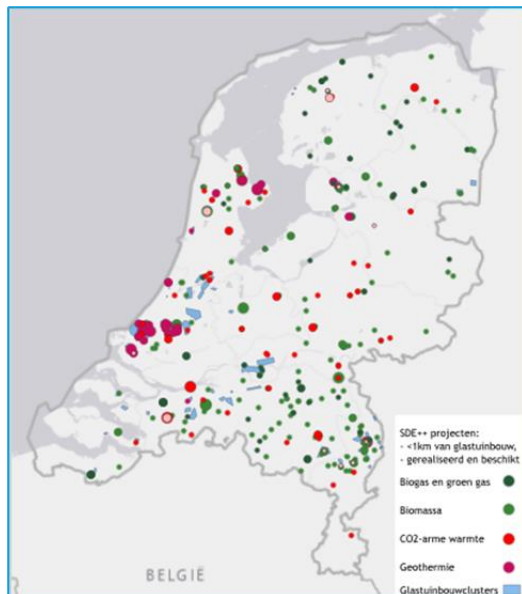 SDE++ projecten:
- <1km van glastuinbouw,
- gerealiseerd en beschikt
Biogas en groen gas
Biomassa
CO2-arme warmte
Geothermie
Glastuinbouwclusters
BELGIË